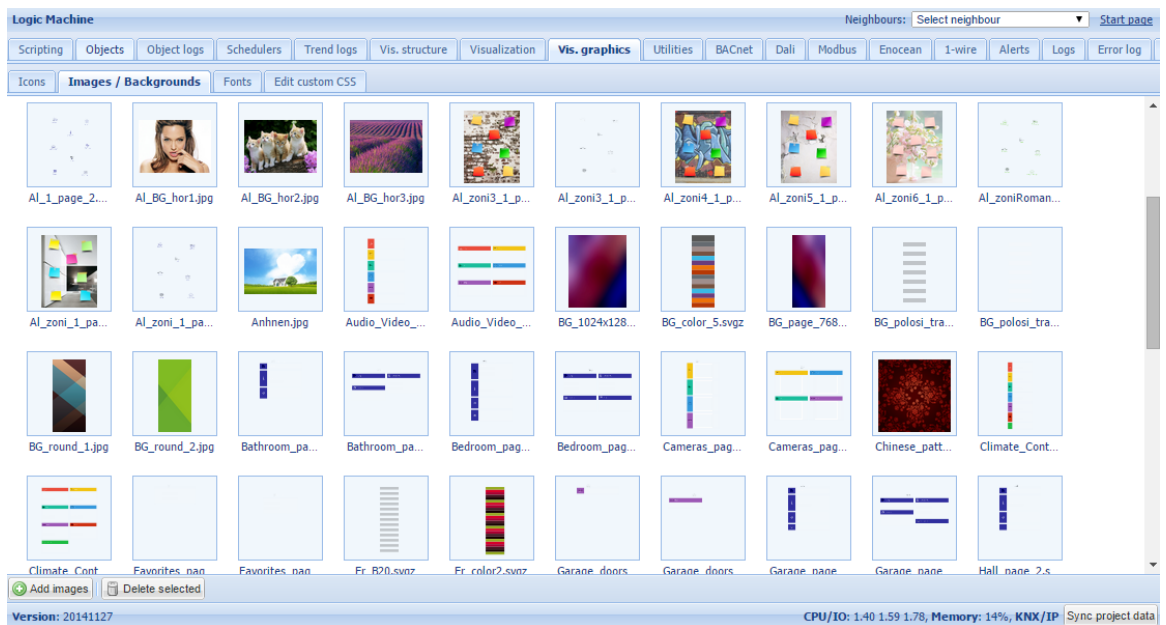 Logic Machine Neighbours: Select neighbour Start page
Scripting Objects Object logs Schedulers Trend logs Vis. structure Visualization Vis. graphics Utilities BACnet Dali Modbus Enocean 1-wire Alerts Logs Error log
Icons Images / Backgrounds Fonts Edit custom CSS
Al_1_page_2.... Al_BG_hor1.jpg Al_BG_hor2.jpg Al_BG_hor3.jpg Al_zoni3_1_p... Al_zoni3_1_p... Al_zoni4_1_p... Al_zoni5_1_p... Al_zoni6_1_p... Al_zoniRoman...
Al_zoni_1_pa... Al_zoni_1_pa... Anhnen.jpg Audio_Video_... Audio_Video_... BG_1024x128... BG_color_5.svgz BG_page_768... BG_polosi_tra... BG_polosi_tra...
BG_round_1.jpg BG_round_2.jpg Bathroom_pa... Bathroom_pa... Bedroom_pag... Bedroom_pag... Cameras_pag... Cameras_pag... Chinese_patt... Climate_Cont...
Climate_Cont... Favorites_pag... Favorites_pag... Fr_B20.svgz Fr_color2.svgz Garage_doors... Garage_doors... Garage_page... Garage_page... Hall_page_2.s...
Add images Delete selected
Version: 20141127 CPU/IO: 1.40 1.59 1.78, Memory: 14%, KNX/IP Sync project data